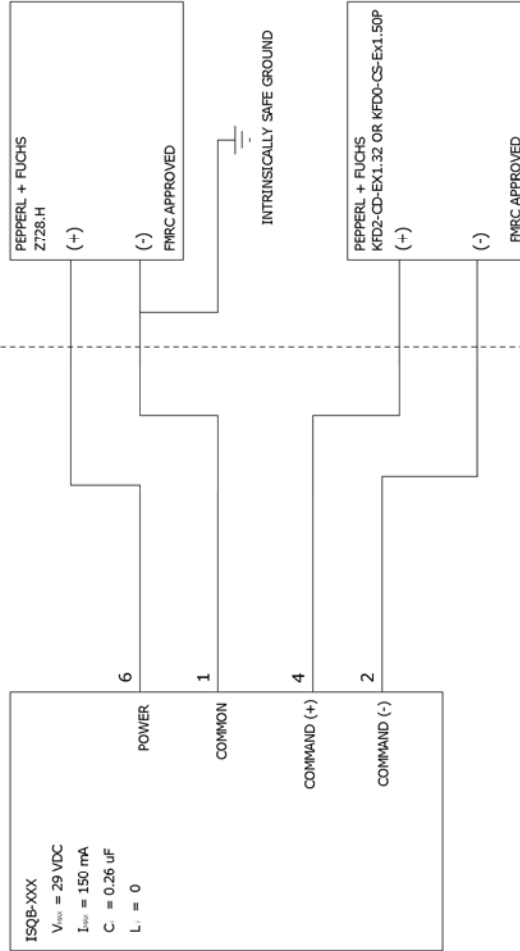 ISQB-XXX
VMAX = 29 VDC
IMAX = 150 mA
Ci = 0.26 uF
Li = 0
POWER
COMMON
COMMAND (+)
COMMAND (-)
6
1
4
2
PEPPERL + FUCHS
Z728.H
(+)
(-)
FMRC APPROVED
INTRINSICALLY SAFE GROUND
PEPPERL + FUCHS
KFD2-CD-EX1.32 OR KFD0-CS-Ex1.50P
(+)
(-)
FMRC APPROVED